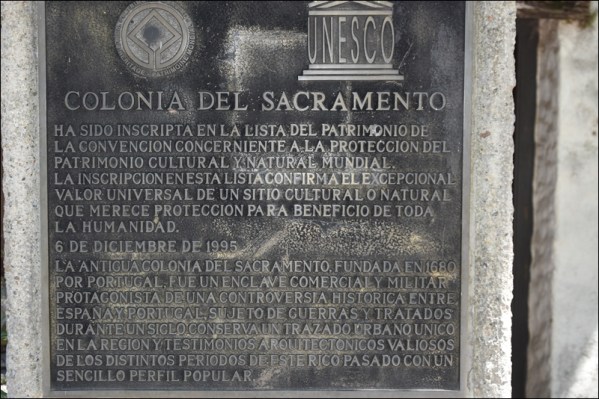 UNESCO
COLONIA DEL SACRAMENTO
HA SIDO INSCRIPTA EN LA LISTA DEL PATRIMONIO DE
LA CONVENCION CONCERNIENTE A LA PROTECCION DEL
PATRIMONIO CULTURAL Y NATURAL MUNDIAL.
LA INSCRIPCION EN ESTA LISTA CONFIRMA EL EXCEPCIONAL
VALOR UNIVERSAL DE UN SITIO CULTURAL O NATURAL
QUE MERECE PROTECCION PARA BENEFICIO DE TODA
LA HUMANIDAD.
6 DE DICIEMBRE DE 1995
LA ANTIGUA COLONIA DEL SACRAMENTO, FUNDADA EN 1680
POR PORTUGAL, FUE UN ENCLAVE COMERCIAL Y MILITAR
PROTAGONISTA DE UNA CONTROVERSIA HISTORICA ENTRE
ESPAÑA Y PORTUGAL, SUJETO DE GUERRAS Y TRATADOS
DURANTE UN SIGLO. CONSERVA UN TRAZADO URBANO UNICO
EN LA REGION Y TESTIMONIOS ARQUITECTONICOS VALIOSOS
DE LOS DISTINTOS PERIODOS DE ESTE RICO PASADO CON UN
SENCILLO PERFIL POPULAR.